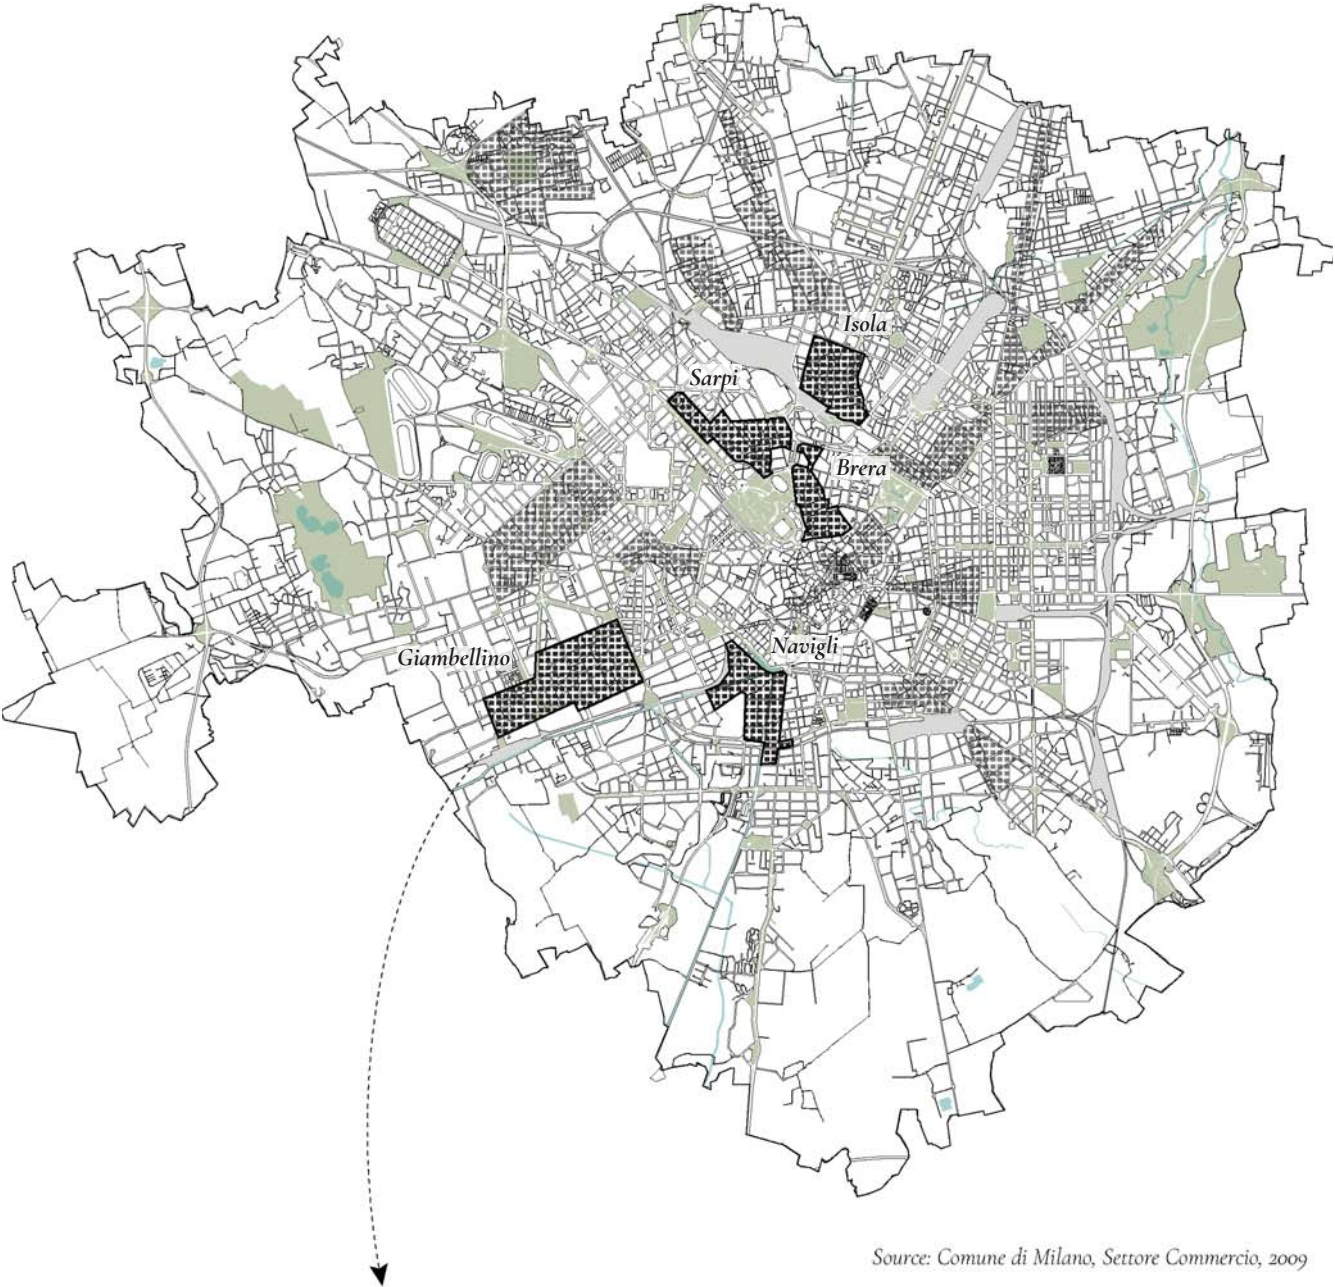 Isola
Sarpi
Brera
Navigli
Giambellino
Source: Comune di Milano, Settore Commercio, 2009